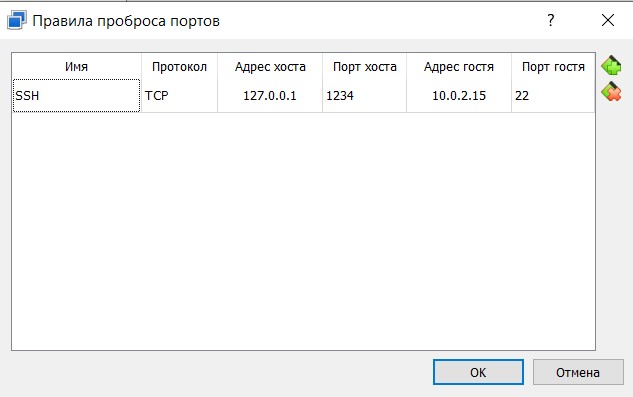 Правила проброса портов
Имя Протокол Адрес хоста Порт хоста Адрес гостя Порт гостя
SSH TCP 127.0.0.1 1234 10.0.2.15 22
OK Отмена